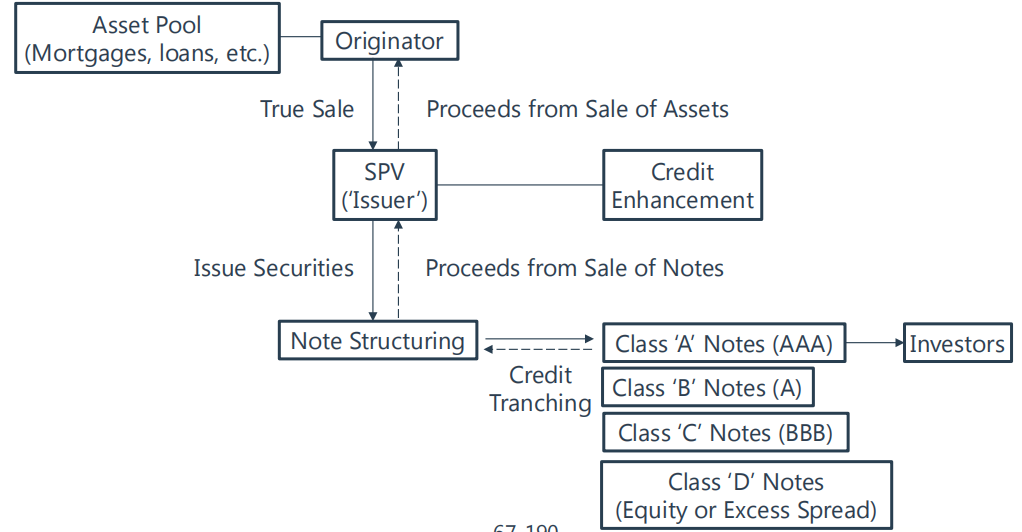 Asset Pool
(Mortgages, loans, etc.)
Originator
True Sale
Proceeds from Sale of Assets
SPV
(‘Issuer’)
Credit
Enhancement
Issue Securities
Proceeds from Sale of Notes
Note Structuring
Credit
Tranching
Class ‘A’ Notes (AAA)
Investors
Class ‘B’ Notes (A)
Class ‘C’ Notes (BBB)
Class ‘D’ Notes
(Equity or Excess Spread)
67-190